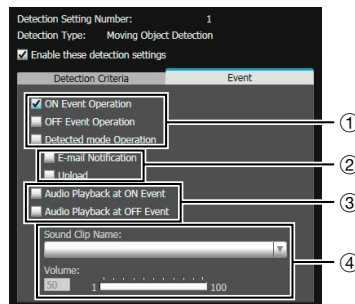 Detection Setting Number: 1
Detection Type: Moving Object Detection
Enable these detection settings
Detection Criteria Event
ON Event Operation
OFF Event Operation
Detected mode Operation
①
E-mail Notification
Upload
②
Audio Playback at ON Event
Audio Playback at OFF Event
③
Sound Clip Name:
④
Volume:
50 1 100